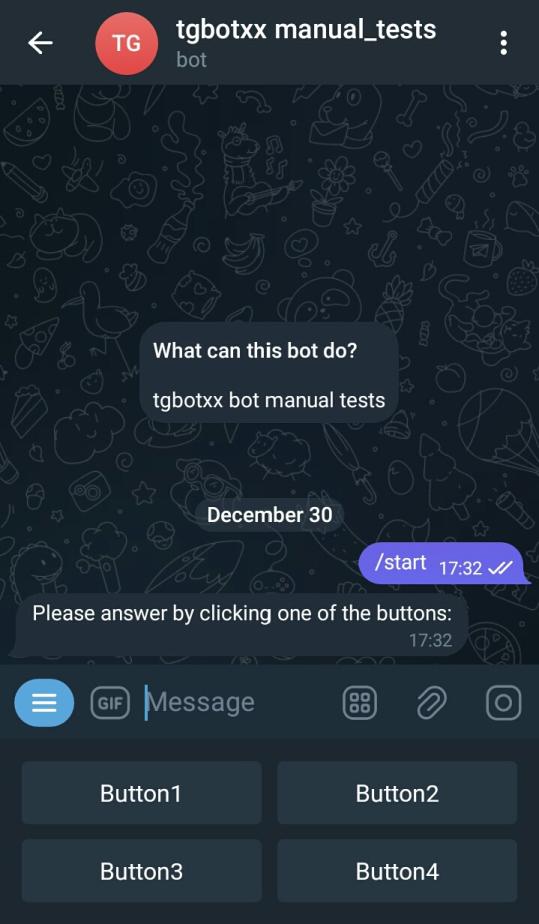 TG
tgbotxx manual_tests
bot
What can this bot do?
tgbotxx bot manual tests
December 30
/start 17:32
Please answer by clicking one of the buttons:
17:32
GIF
Message
Button1
Button2
Button3
Button4